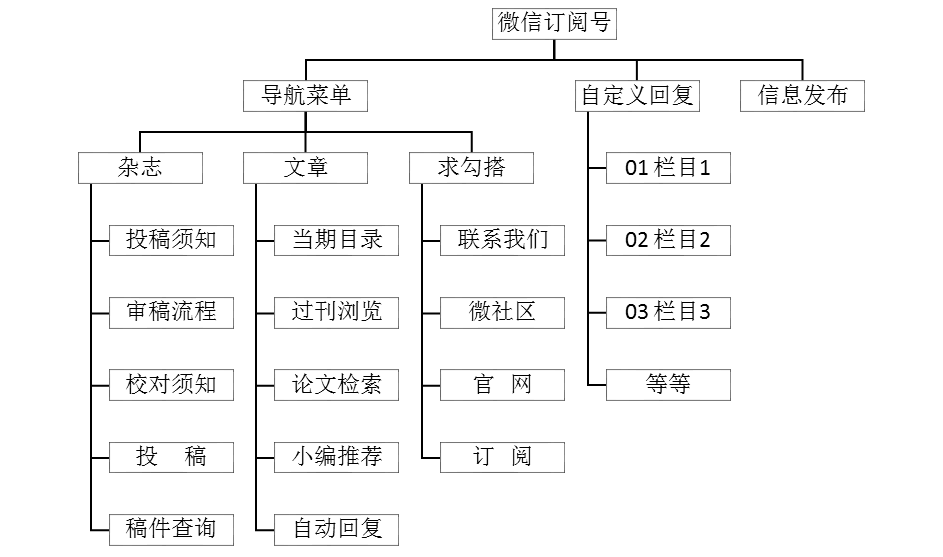 微信订阅号
导航菜单
自定义回复
信息发布
杂志
文章
求勾搭
01 栏目1
投稿须知
当期目录
联系我们
02 栏目2
审稿流程
过刊浏览
微社区
03 栏目3
校对须知
论文检索
官 网
等等
投 稿
小编推荐
订 阅
稿件查询
自动回复